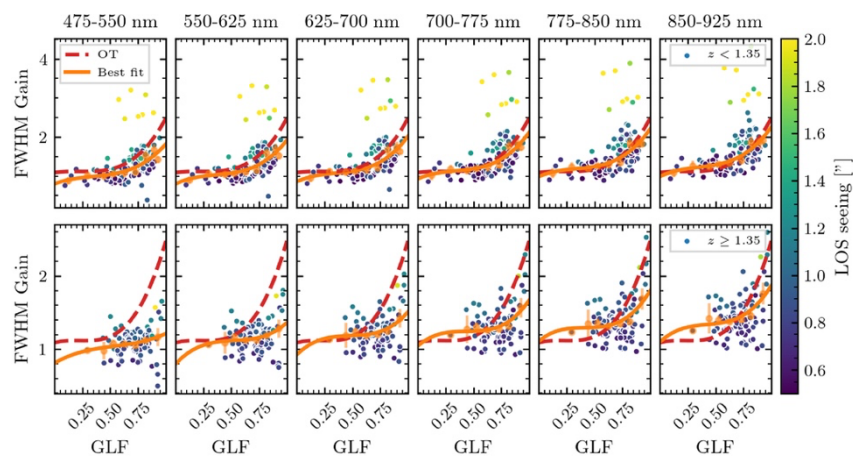 475-550 nm 550-625 nm 625-700 nm 700-775 nm 775-850 nm 850-925 nm
OT
Best fit
z < 1.35
FWHM Gain
4
2
z ≥ 1.35
FWHM Gain
2
1
0.25 0.50 0.75 0.25 0.50 0.75 0.25 0.50 0.75 0.25 0.50 0.75 0.25 0.50 0.75 0.25 0.50 0.75
GLF GLF GLF GLF GLF GLF
2.0
1.8
1.6
1.4
1.2
1.0
0.8
0.6
LOS seeing [”]